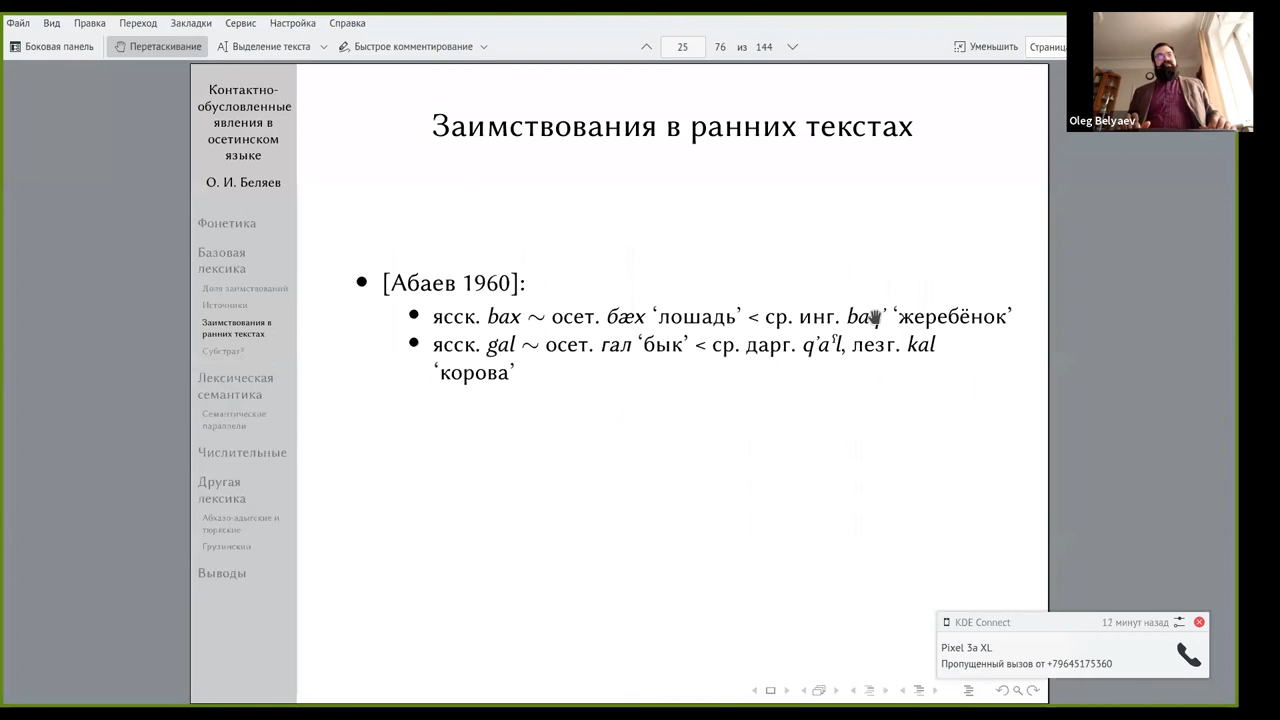 Файл Вид Правка Переход Закладки Сервис Настройка Справка
Боковая панель Перетаскивание Выделение текста Быстрое комментирование 25 76 из 144 Уменьшить
Oleg Belyaev
Контактно-
обусловленные
явления в
осетинском
языке
О. И. Беляев
Фонетика
Базовая
лексика
Доля заимствований
Источники
Заимствования в
ранних текстах
Субстрат?
Лексическая
семантика
Семантические
параллели
Числительные
Другая
лексика
Абхазо-адыгские и
тюркские
Грузинский
Выводы
Заимствования в ранних текстах
[Абаев 1960]:
ясск. bax ~ осет. бæх ‘лошадь’ < ср. инг. ‘жеребёнок’
ясск. gal ~ осет. гал ‘бык’ < ср. дарг. q’aˤl, лезг. kal
‘корова’
KDE Connect 12 минут назад
Pixel 3a XL
Пропущенный вызов от +79645175360